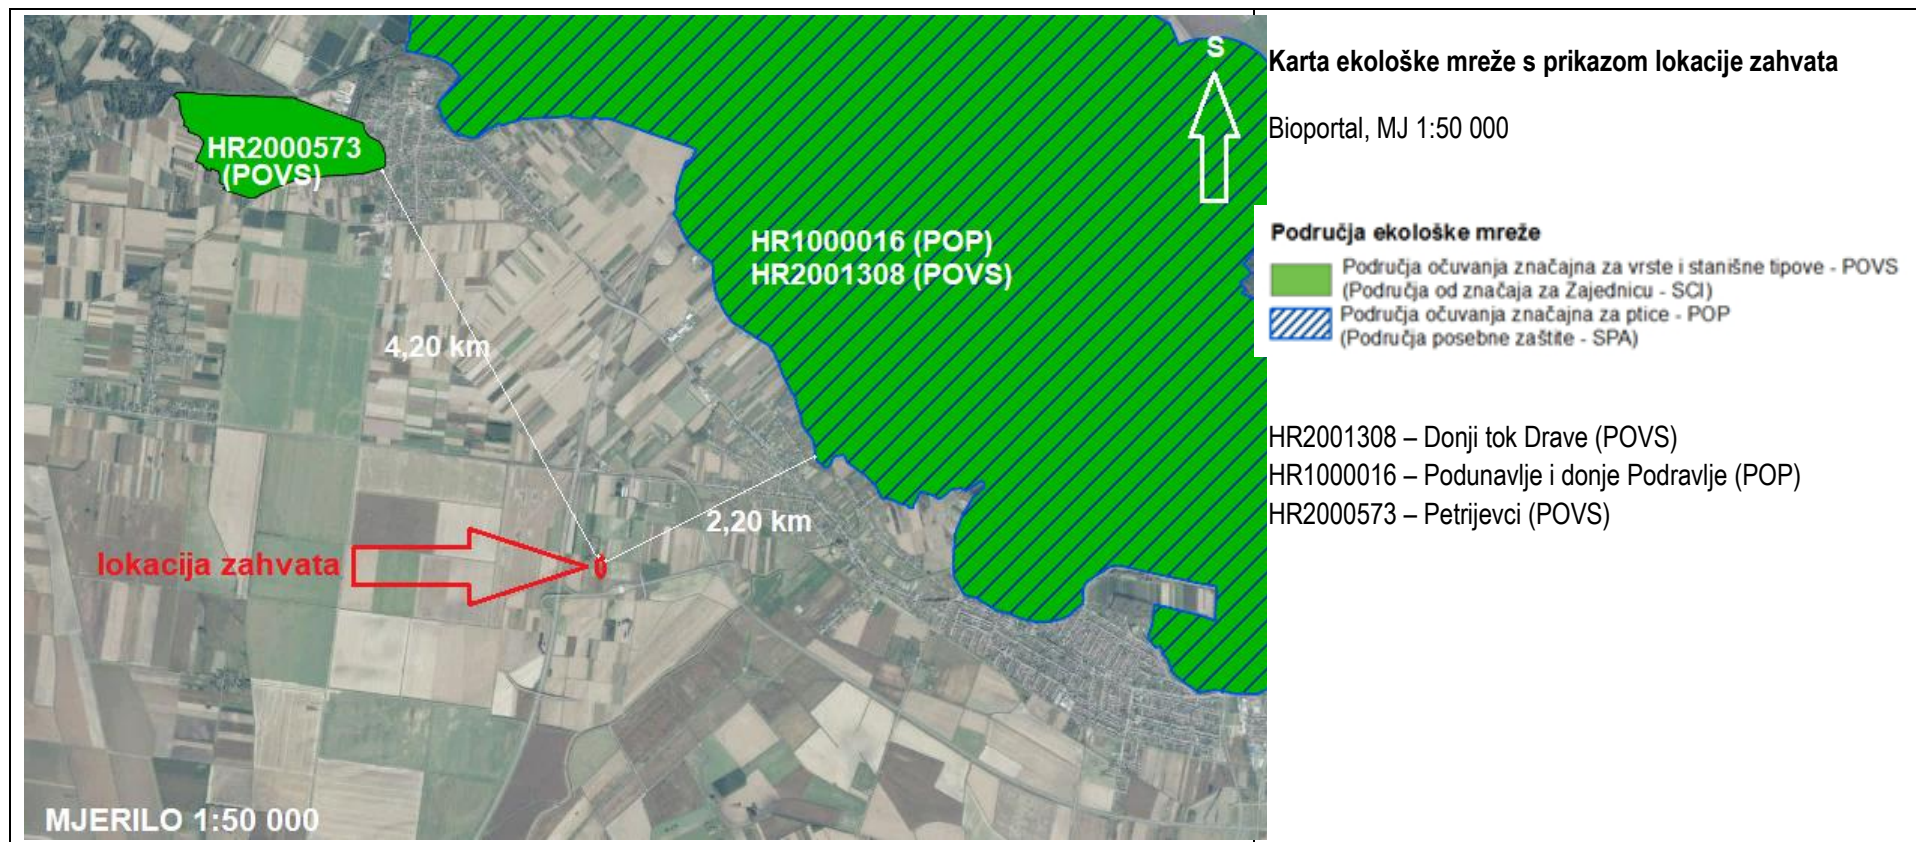 S
HR2000573
(POVS)
HR1000016 (POP)
HR2001308 (POVS)
4,20 km
2,20 km
lokacija zahvata
MJERILO 1:50 000
Karta ekološke mreže s prikazom lokacije zahvata
Bioportal, MJ 1:50 000
Područja ekološke mreže
Područja očuvanja značajna za vrste i stanišne tipove - POVS
(Područja od značaja za Zajednicu - SCI)
Područja očuvanja značajna za ptice - POP
(Područja posebne zaštite - SPA)
HR2001308 – Donji tok Drave (POVS)
HR1000016 – Podunavlje i donje Podravlje (POP)
HR2000573 – Petrijevci (POVS)